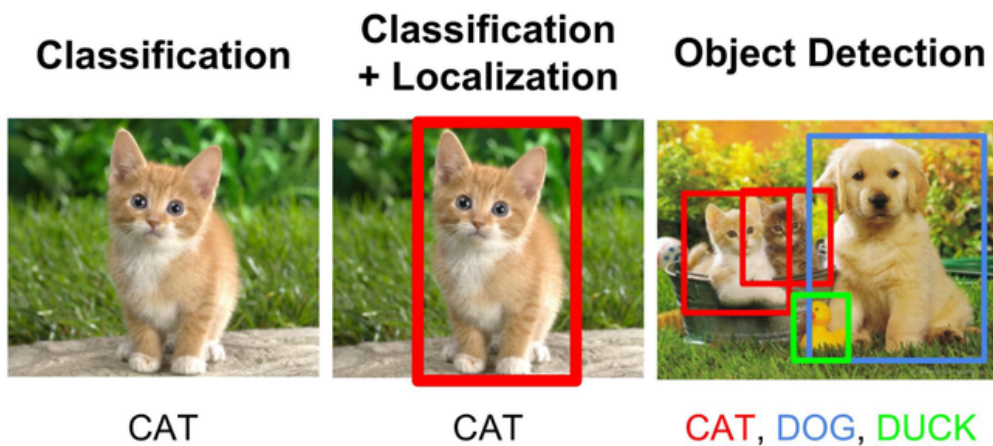 Classification
Classification
+ Localization
Object Detection
CAT
CAT
CAT, DOG, DUCK